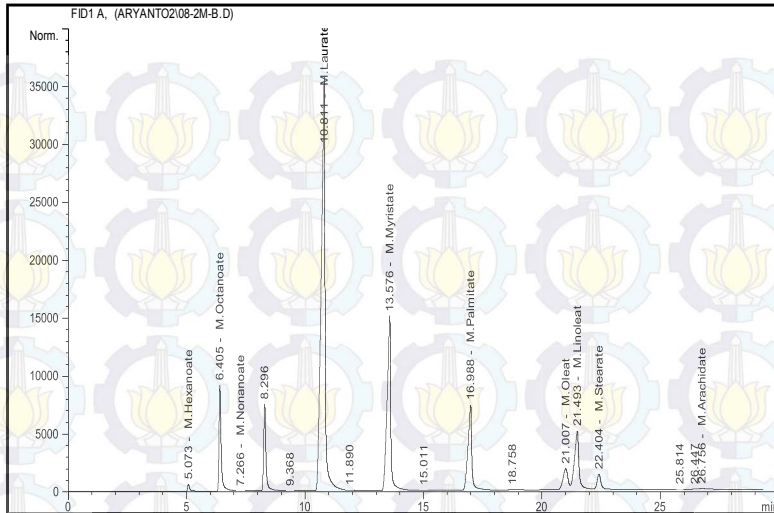 FID1 A, (ARYANTO2\08-2M-B.D)
Norm.
35000
30000
25000
20000
15000
10000
5000
0
5.073 - M.Hexanoate
6.405 - M.Octanoate
7.266 - M.Nonanoate
8.296
9.368
10.811 - M.Laurate
11.890
13.576 - M.Myristate
15.011
16.988 - M.Palmitate
18.758
21.007 - M.Oleat
21.493 - M.Linoleat
22.404 - M.Stearate
25.814
26.447
26.756 - M.Arachidate
0 5 10 15 20 25 min